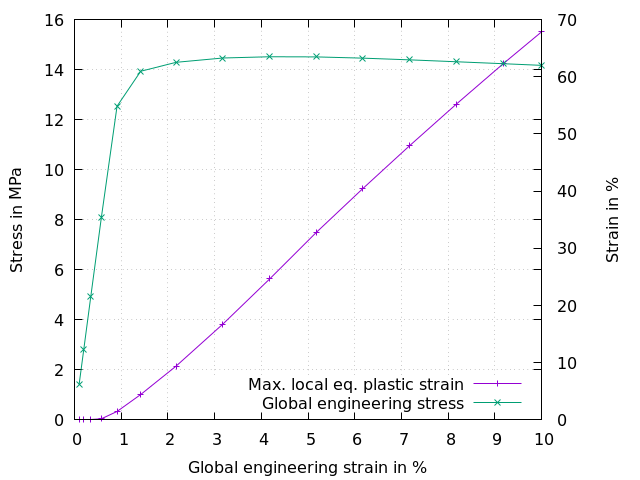 16
14
12
10
8
6
4
2
0
Stress in MPa
70
60
50
40
30
20
10
0
Strain in %
Max. local eq. plastic strain
Global engineering stress
0 1 2 3 4 5 6 7 8 9 10
Global engineering strain in %